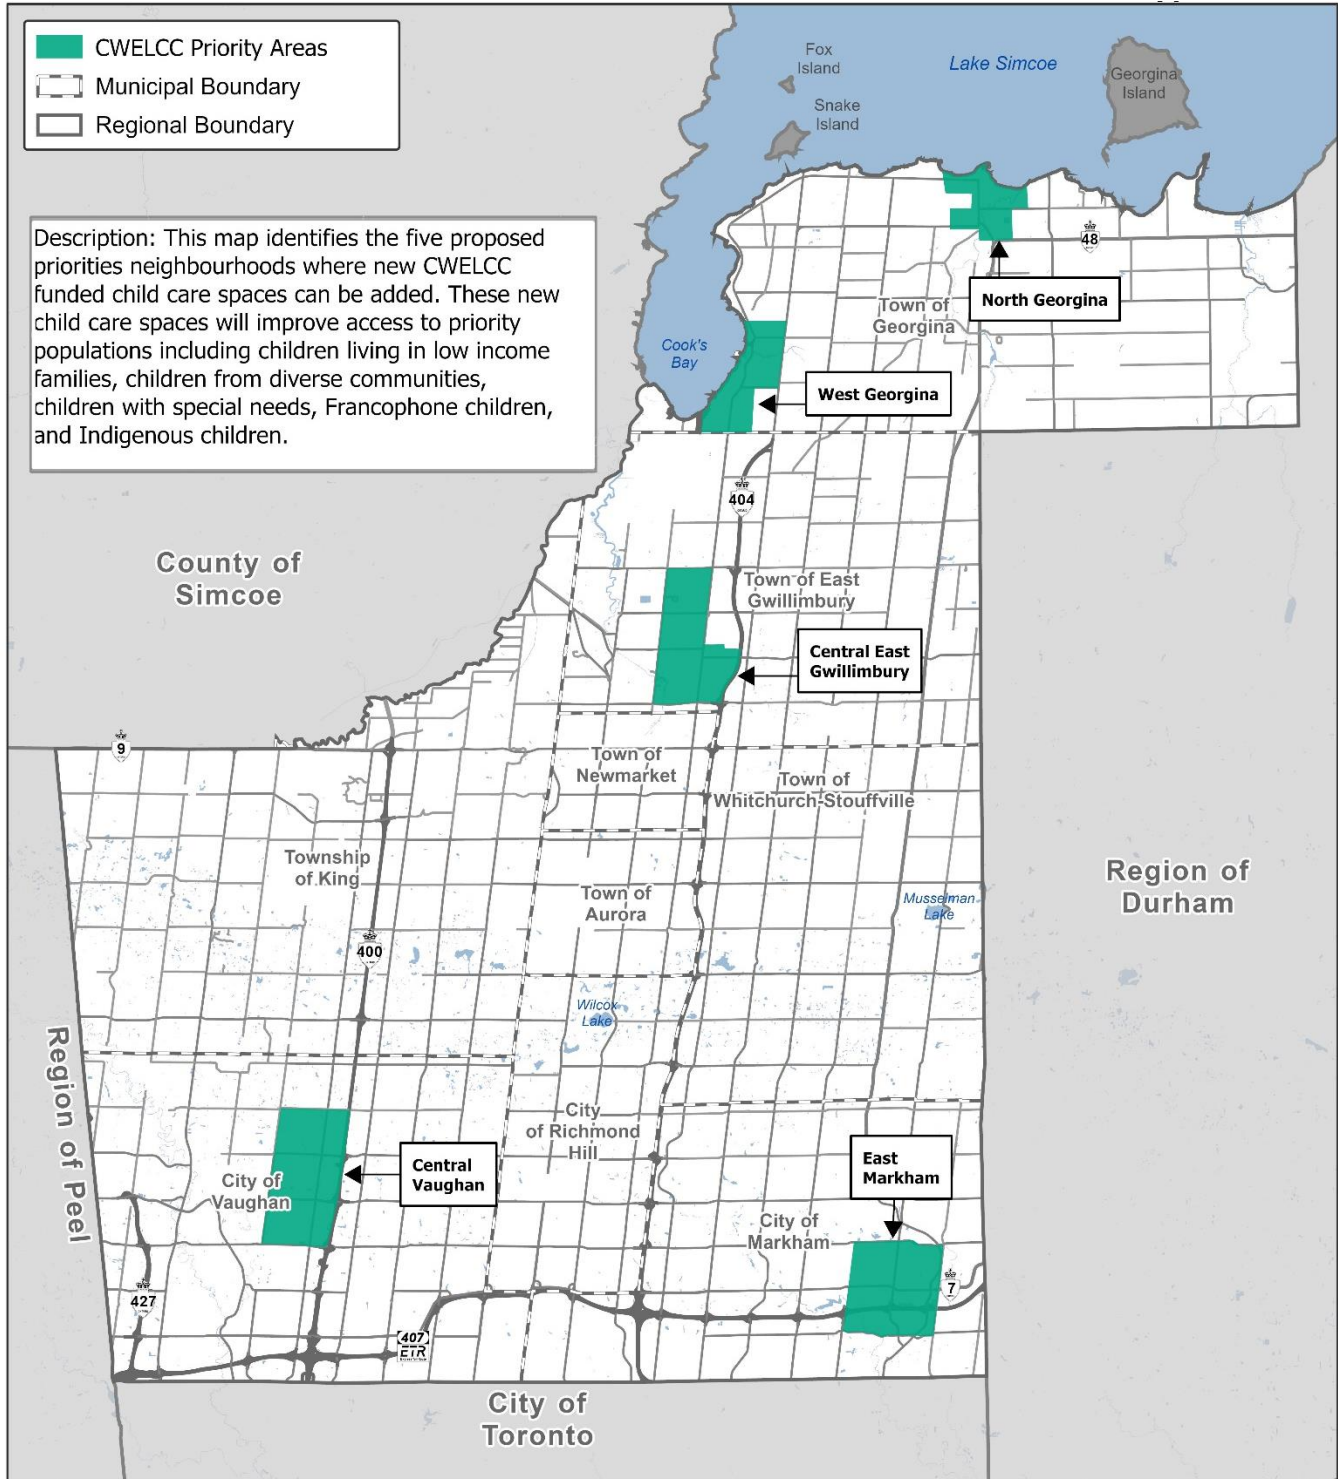 CWELCC Priority Areas
Municipal Boundary
Regional Boundary
Description: This map identifies the five proposed
priorities neighbourhoods where new CWELCC
funded child care spaces can be added. These new
child care spaces will improve access to priority
populations including children living in low income
families, children from diverse communities,
children with special needs, Francophone children,
and Indigenous children.
Fox
Island
Snake
Island
Lake Simcoe
Georgina
Island
48
North Georgina
Town of
Georgina
Cook's
Bay
West Georgina
404
County of
Simcoe
Town of East
Gwillimbury
Central East
Gwillimbury
9
Town of
Newmarket
Town of
Whitchurch-Stouffville
Township
of King
Town of
Aurora
Musselman
Lake
Region of
Durham
400
Wilcox
Lake
Region of Peel
City
of Richmond
Hill
Central
Vaughan
City of
Vaughan
East
Markham
City of
Markham
427
7
407
ETR
City of
Toronto